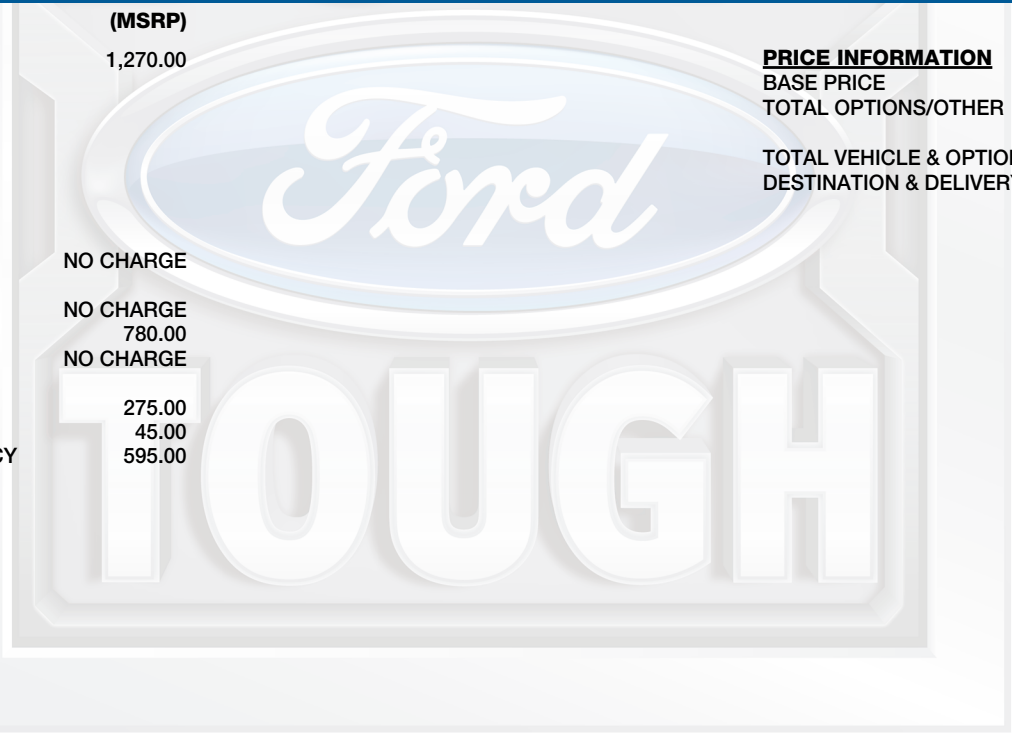 (MSRP)
1,270.00
NO CHARGE
NO CHARGE
780.00
NO CHARGE
275.00
45.00
CY 595.00
PRICE INFORMATION
BASE PRICE
TOTAL OPTIONS/OTHER
TOTAL VEHICLE & OPTION
DESTINATION & DELIVERY
Ford
TOUGH